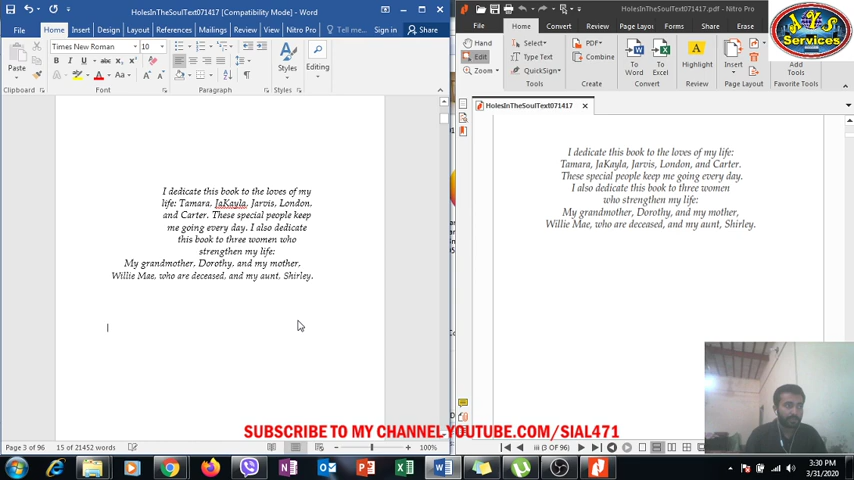 HolesInTheSoulText071417 [Compatibility Mode] - Word
File Home Insert Design Layout References Mailings Review View Nitro Pro Tell me... Sign in Share
Times New Roman 10
Paste
B I U abc x₂ x²
Styles
Editing
Clipboard Font Paragraph Styles
I dedicate this book to the loves of my
life: Tamara, JaKayla, Jarvis, London,
and Carter. These special people keep
me going every day. I also dedicate
this book to three women who
strengthen my life:
My grandmother, Dorothy, and my mother,
Willie Mae, who are deceased, and my aunt, Shirley.
Page 3 of 96 15 of 21452 words 100%
HolesInTheSoulText071417.pdf - Nitro Pro
File Home Convert Review Page Layout Forms
Hand
Edit
Zoom
Select
Type Text
QuickSign
PDF
Combine
To Word
To Excel
Highlight
Insert
Add Tools
Tools Create Convert Review Page Layout Favorite Tools
HolesInTheSoulText071417
I dedicate this book to the loves of my life:
Tamara, JaKayla, Jarvis, London, and Carter.
These special people keep me going every day.
I also dedicate this book to three women
who strengthen my life:
My grandmother, Dorothy, and my mother,
Willie Mae, who are deceased, and my aunt, Shirley.
iii (3 OF 96)
JYS
Services
SUBSCRIBE TO MY CHANNEL-YOUTUBE.COM/SIAL471
3:30 PM
3/31/2020